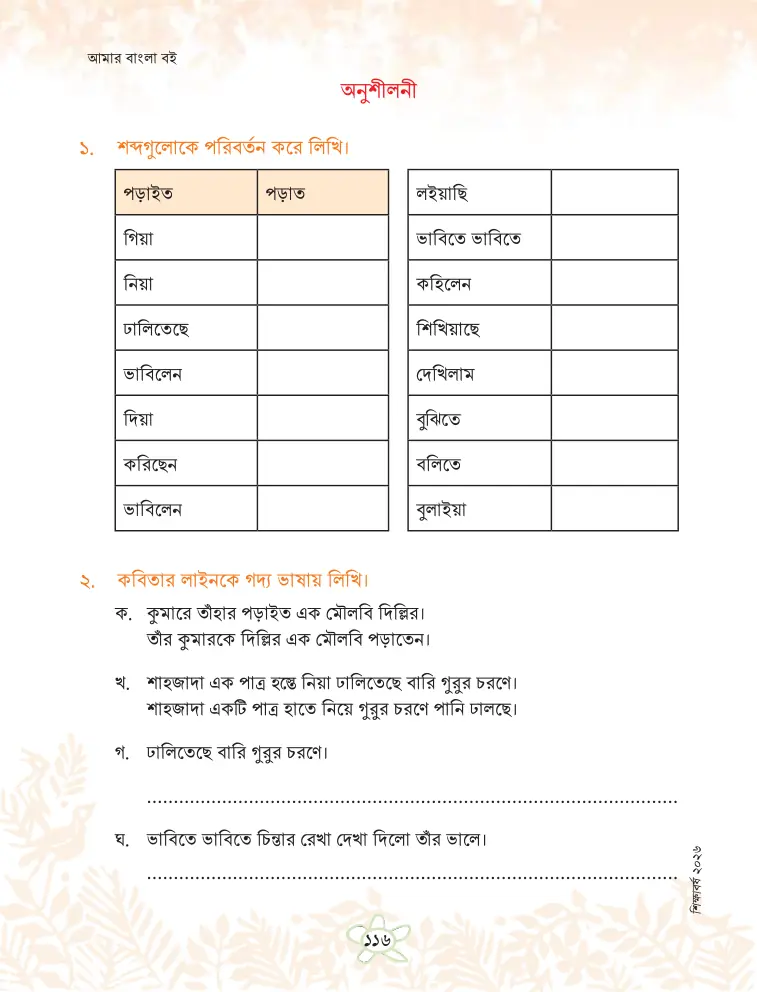 আমার বাংলা বই
অনুশীলনী
১. শব্দগুলোকে পরিবর্তন করে লিখি।
পড়াইত পড়াত লইয়াছি
গিয়া ভাবিতে ভাবিতে
নিয়া কহিলেন
ঢালিতেছে শিখিয়াছে
ভাবিলেন দেখিলাম
দিয়া বুঝিতে
করিছেন বলিতে
ভাবিলেন বুলাইয়া
২. কবিতার লাইনকে গদ্য ভাষায় লিখি।
ক. কুমারে তাঁহার পড়াইত এক মৌলবি দিল্লির।
তাঁর কুমারকে দিল্লির এক মৌলবি পড়াতেন।
খ. শাহজাদা এক পাত্র হস্তে নিয়া ঢালিতেছে বারি গুরুর চরণে।
শাহজাদা একটি পাত্র হাতে নিয়ে গুরুর চরণে পানি ঢালছে।
গ. ঢালিতেছে বারি গুরুর চরণে।
ঘ. ভাবিতে ভাবিতে চিন্তার রেখা দেখা দিলো তাঁর ভালে।
শিক্ষাবর্ষ ২০২৬
১১৬